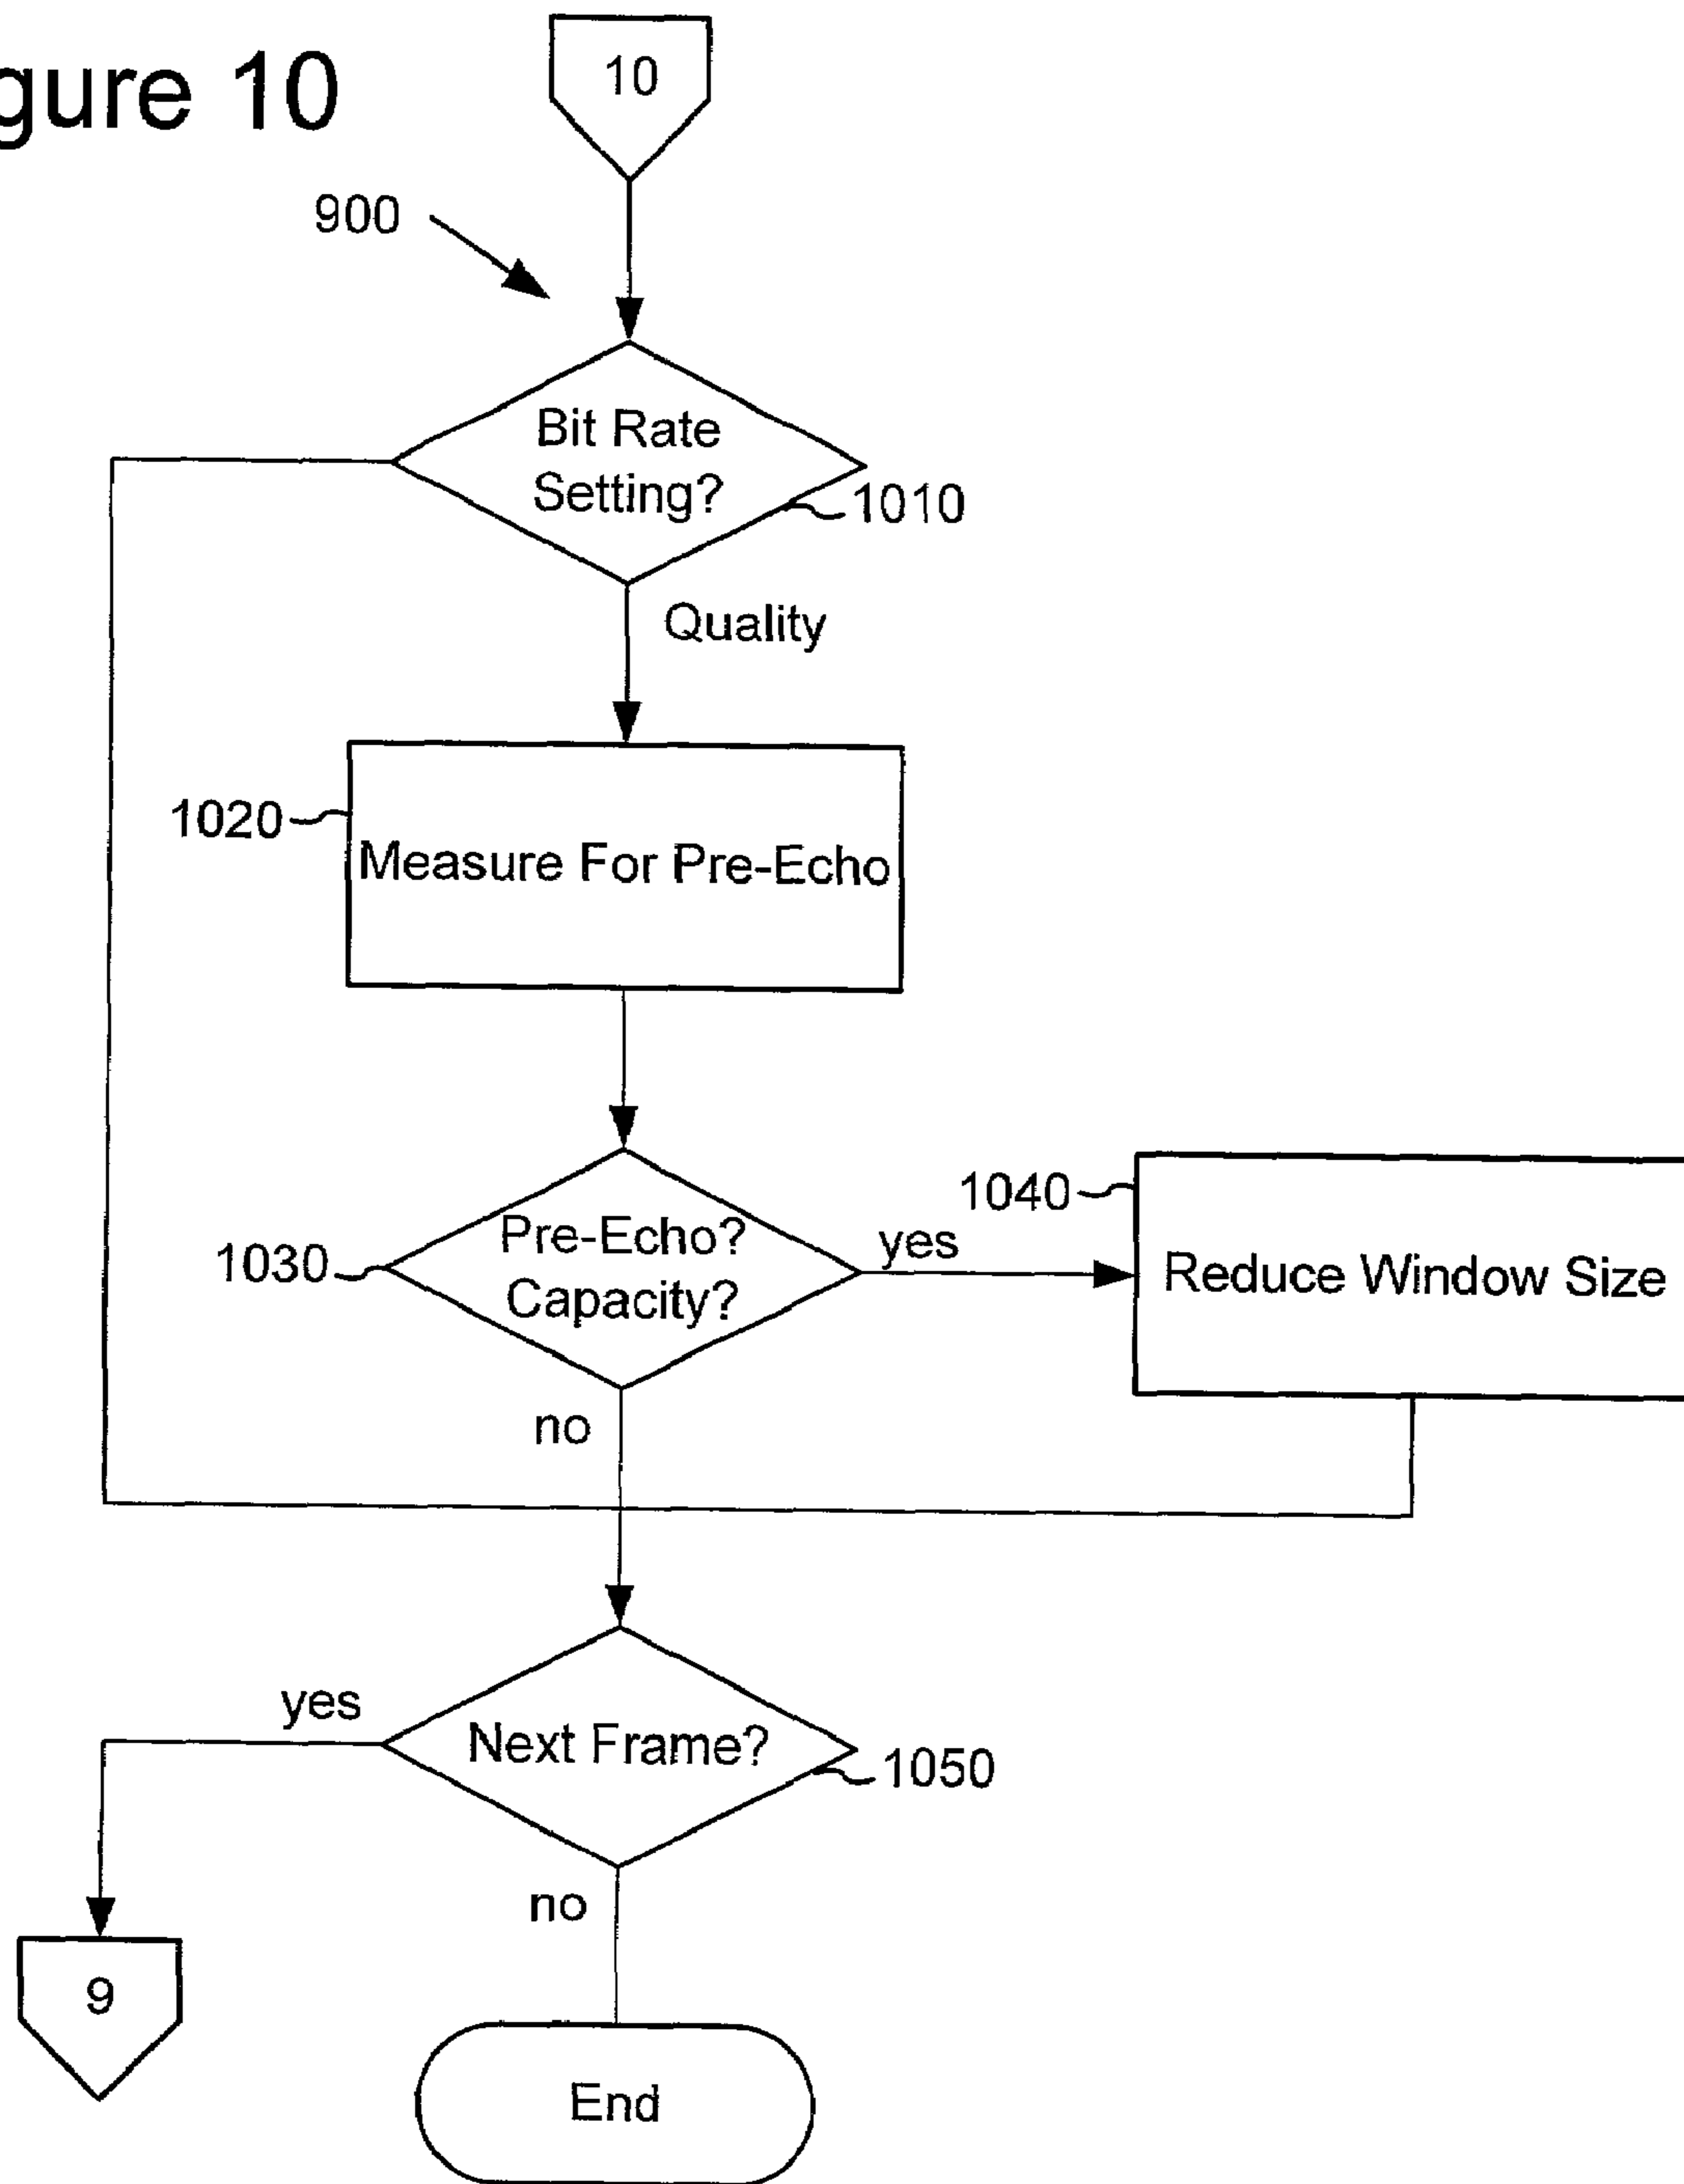 gure 10
10
900
Bit Rate
Setting?
1010
Quality
1020
Measure For Pre-Echo
1030
Pre-Echo?
Capacity?
yes
1040
Reduce Window Size
no
yes
Next Frame?
1050
no
9
End